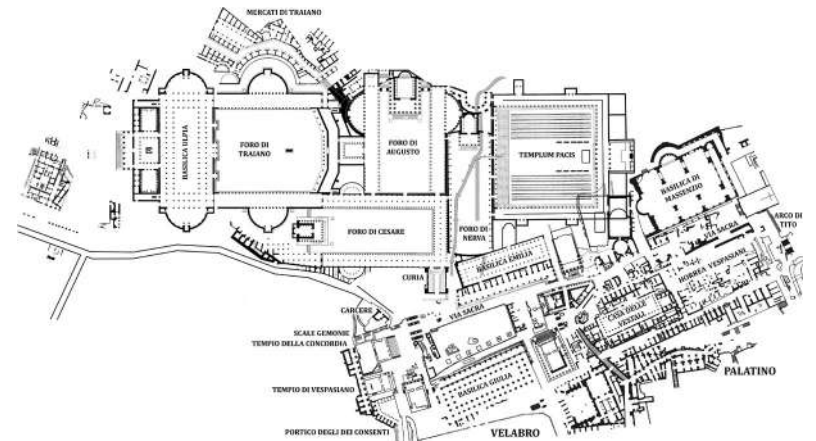 MERCATI DI TRAIANO
BASILICA ULPIA
FORO DI
TRAIANO
FORO DI
AUGUSTO
TEMPLUM PACIS
BASILICA DI
MASSENZIO
ARCO DI
TITO
VIA SACRA
FORO DI CESARE
FORO DI
NERVA
HORREA VESPASIANI
BASILICA EMILIA
CURIA
CASA DELLE
VESTALI
CARCERE
VIA SACRA
SCALE GEMONIE
TEMPIO DELLA CONCORDIA
PALATINO
TEMPIO DI VESPASIANO
BASILICA GIULIA
PORTICO DEGLI DEI CONSENTI
VELABRO